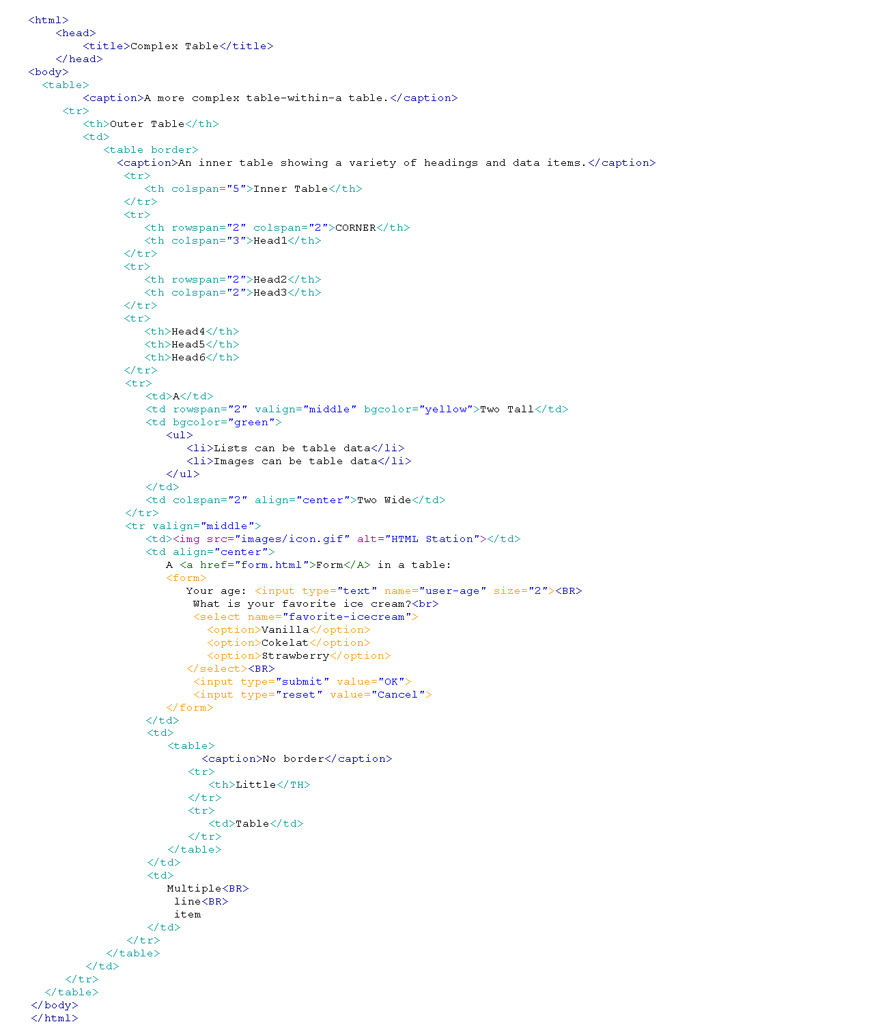 <html>
<head>
<title>Complex Table</title>
</head>
<body>
<table>
<caption>A more complex table-within-a table.</caption>
<tr>
<th>Outer Table</th>
<td>
<table border>
<caption>An inner table showing a variety of headings and data items.</caption>
<tr>
<th colspan="5">Inner Table</th>
</tr>
<tr>
<th rowspan="2" colspan="2">CORNER</th>
<th colspan="3">Head1</th>
</tr>
<tr>
<th rowspan="2">Head2</th>
<th colspan="2">Head3</th>
</tr>
<tr>
<th>Head4</th>
<th>Head5</th>
<th>Head6</th>
</tr>
<tr>
<td>A</td>
<td rowspan="2" valign="middle" bgcolor="yellow">Two Tall</td>
<td bgcolor="green">
<ul>
<li>Lists can be table data</li>
<li>Images can be table data</li>
</ul>
</td>
<td colspan="2" align="center">Two Wide</td>
</tr>
<tr valign="middle">
<td><img src="images/icon.gif" alt="HTML Station"></td>
<td align="center">
A <a href="form.html">Form</A> in a table:
<form>
Your age: <input type="text" name="user-age" size="2"><BR>
What is your favorite ice cream?<br>
<select name="favorite-icecream">
<option>Vanilla</option>
<option>Cokelat</option>
<option>Strawberry</option>
</select><BR>
<input type="submit" value="OK">
<input type="reset" value="Cancel">
</form>
</td>
<td>
<table>
<caption>No border</caption>
<tr>
<th>Little</TH>
</tr>
<tr>
<td>Table</td>
</tr>
</table>
</td>
<td>
Multiple<BR>
line<BR>
item
</td>
</tr>
</table>
</td>
</tr>
</table>
</body>
</html>